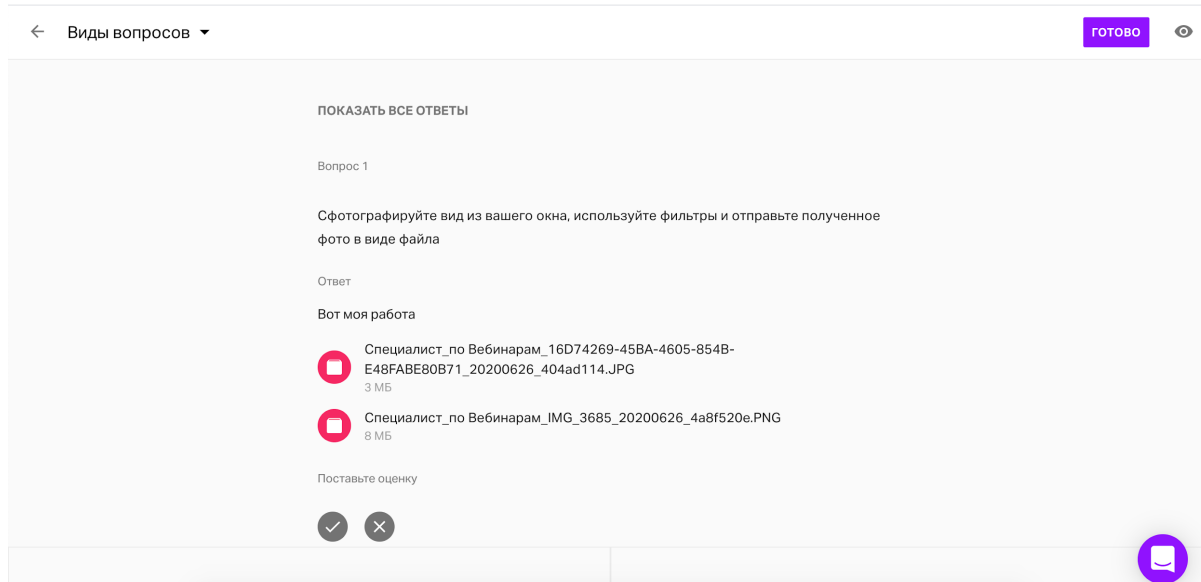 Виды вопросов
ГОТОВО
ПОКАЗАТЬ ВСЕ ОТВЕТЫ
Вопрос 1
Сфотографируйте вид из вашего окна, используйте фильтры и отправьте полученное
фото в виде файла
Ответ
Вот моя работа
Специалист_по Вебинарам_16D74269-45BA-4605-854B-
E48FABE80B71_20200626_404ad114.JPG
3 МБ
Специалист_по Вебинарам_IMG_3685_20200626_4a8f520e.PNG
8 МБ
Поставьте оценку